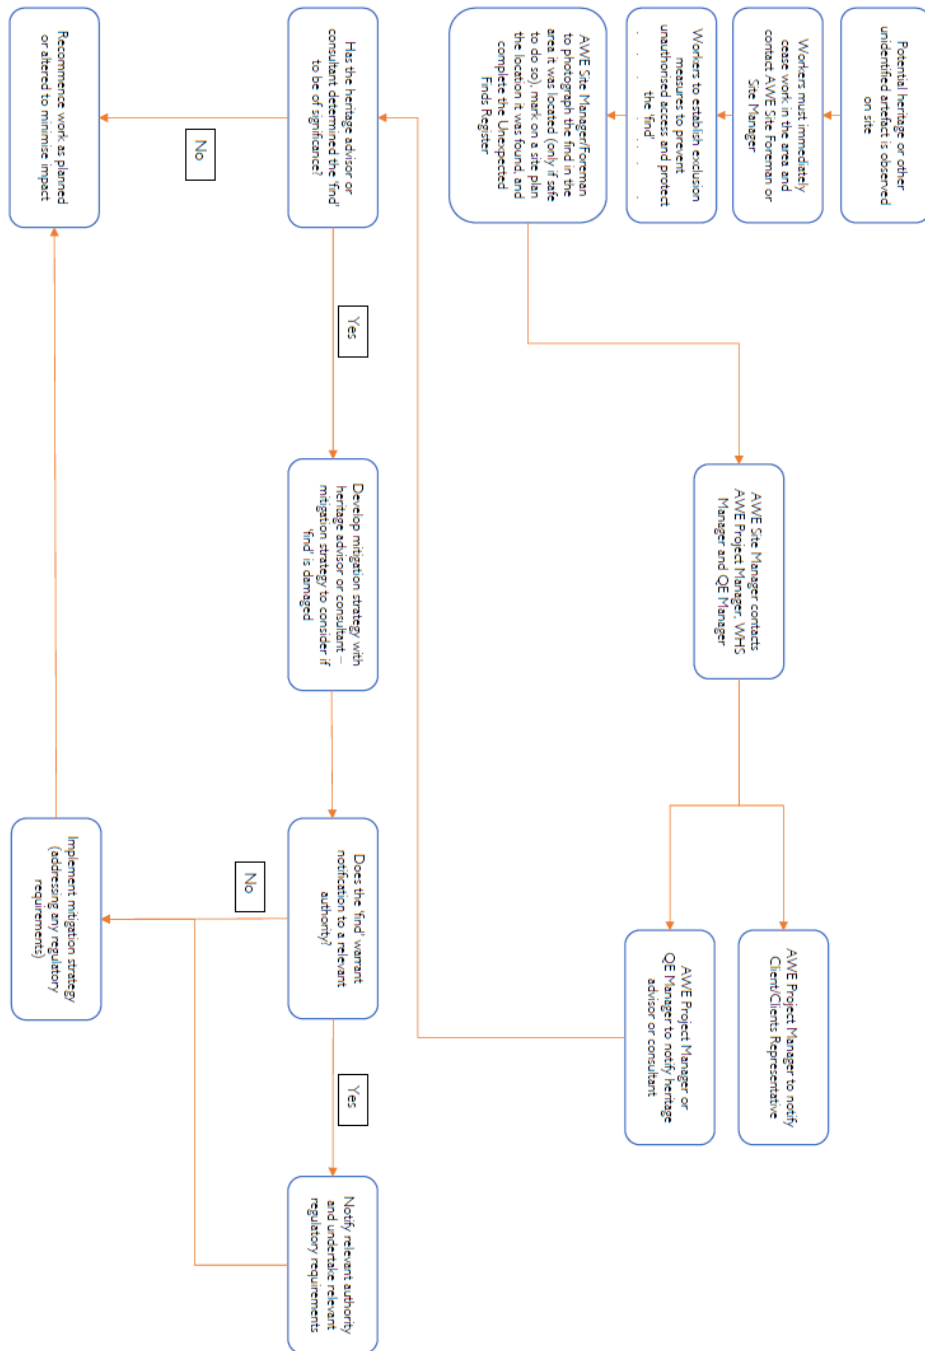 Potential heritage or other
unidentified artefact is observed
on site
Workers must immediately
cease work in the area and
contact AWE Site Foreman or
Site Manager
Workers to establish exclusion
measures to prevent
unauthorised access and protect
the 'find'
AWE Site Manager/Foreman
to photograph the find in the
area it was located (only if safe
to do so), mark on a site plan
the location it was found, and
complete the Unexpected
Finds Register
AWE Site Manager contacts
AWE Project Manager, WHS
Manager and QE Manager
AWE Project Manager to notify
Client/Clients Representative
AWE Project Manager or
QE Manager to notify heritage
advisor or consultant
Has the heritage advisor or
consultant determined the 'find'
to be of significance?
No
Yes
Recommence work as planned
or altered to minimise impact
Develop mitigation strategy with
heritage advisor or consultant –
mitigation strategy to consider if
'find' is damaged
Does the 'find' warrant
notification to a relevant
authority?
No
Yes
Notify relevant authority
and undertake relevant
regulatory requirements
Implement mitigation strategy
(addressing any regulatory
requirements)